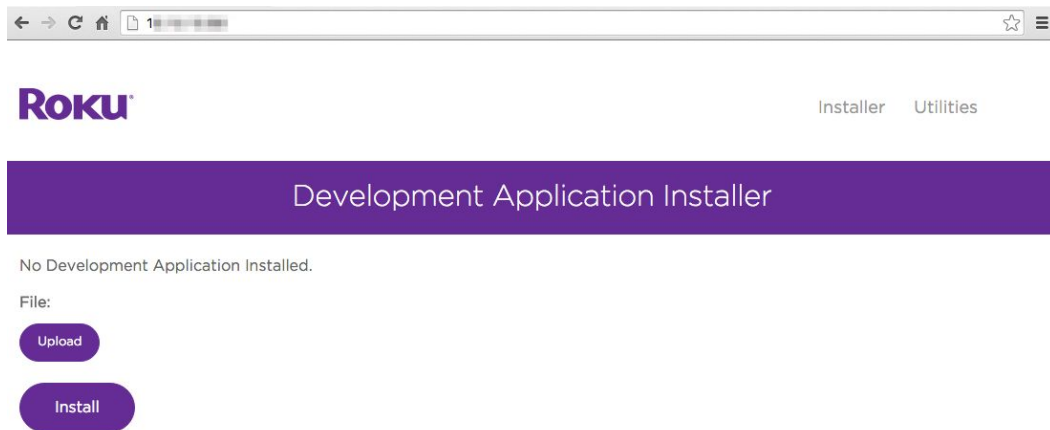 Roku
Installer Utilities
Development Application Installer
No Development Application Installed.
File:
Upload
Install